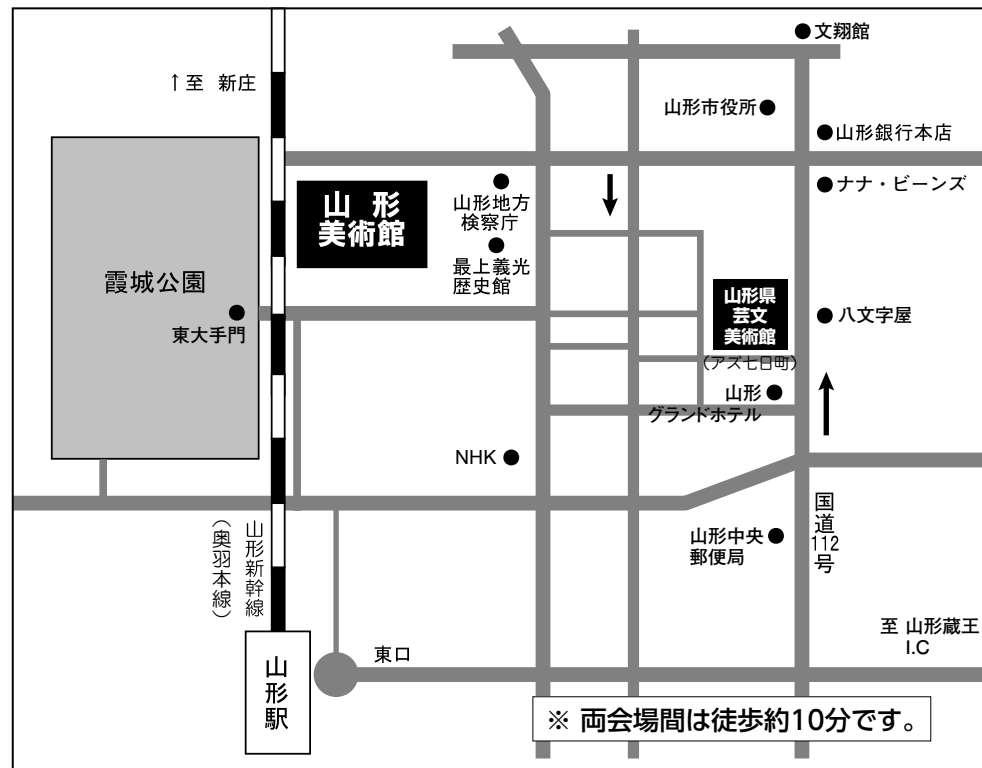 文翔館
↑至 新庄
山形市役所
山形銀行本店
山 形
美術館
山形地方
検察庁
ナナ・ビーンズ
最上義光
歴史館
霞城公園
東大手門
山形県
芸文
美術館
(アズ七日町)
八文字屋
山形
グランドホテル
NHK
国道112号
山形新幹線
(奥羽本線)
山形中央
郵便局
至 山形蔵王
I.C
山形駅
東口
※ 両会場間は徒歩約10分です。